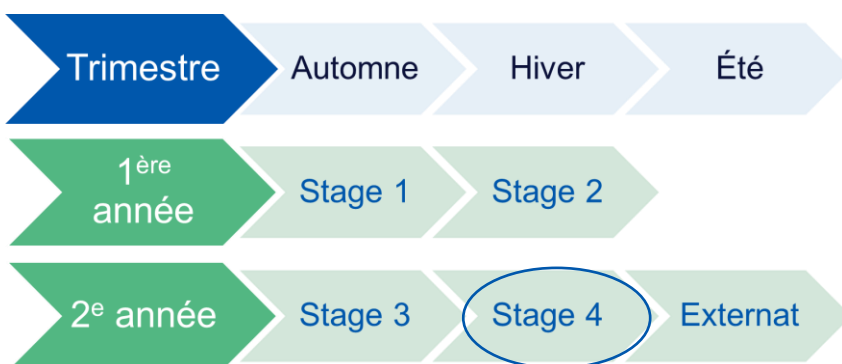 Trimestre Automne Hiver Été
1ère année Stage 1 Stage 2
2e année Stage 3 Stage 4 Externat